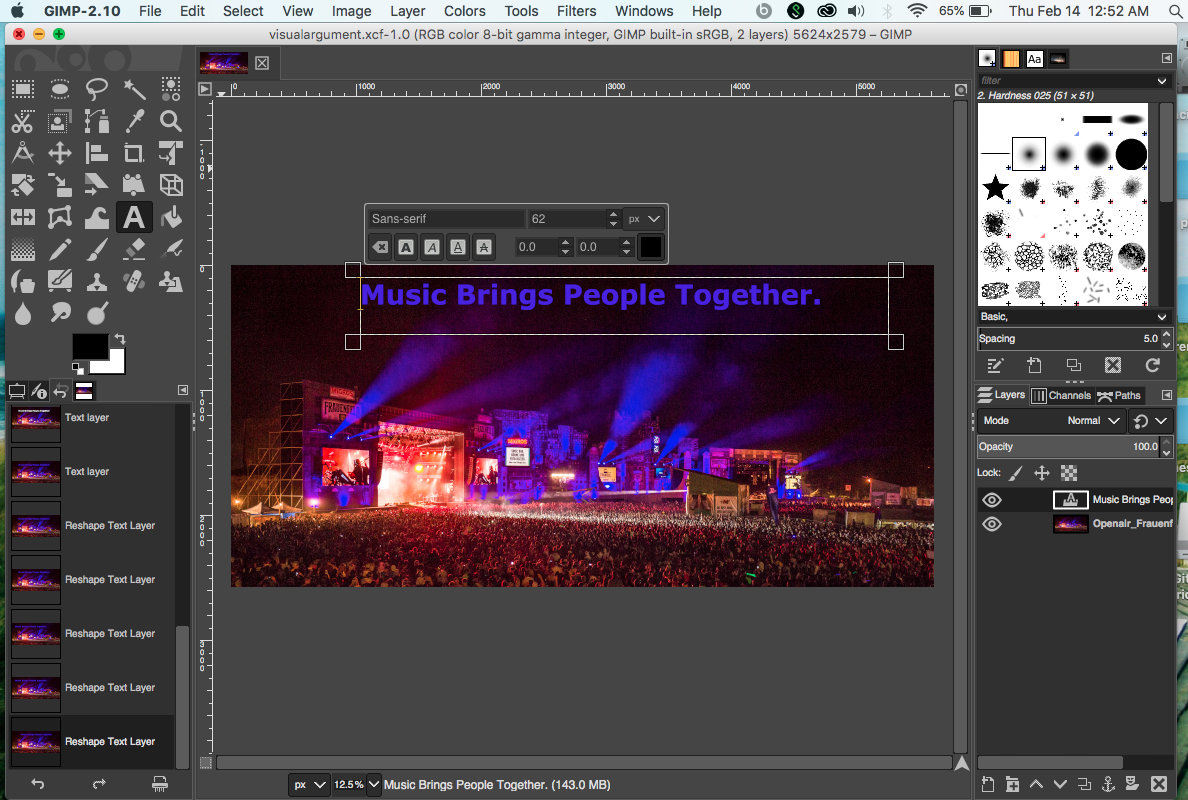 GIMP-2.10 File Edit Select View Image Layer Colors Tools Filters Windows Help 65% Thu Feb 14 12:52 AM
visualargument.xcf-1.0 (RGB color 8-bit gamma integer, GIMP built-in sRGB, 2 layers) 5624x2579 – GIMP
Aa
filter
2. Hardness 025 (51 × 51)
0 1000 2000 3000 4000 5000
Sans-serif 62 px
A A A A 0.0 0.0
Music Brings People Together.
Basic,
Spacing 5.0
Layers Channels Paths
Mode Normal
Opacity 100.0
Lock:
Music Brings Peop
Openair_Frauenf
Text layer
Text layer
Reshape Text Layer
Reshape Text Layer
Reshape Text Layer
Reshape Text Layer
Reshape Text Layer
px 12.5% Music Brings People Together. (143.0 MB)